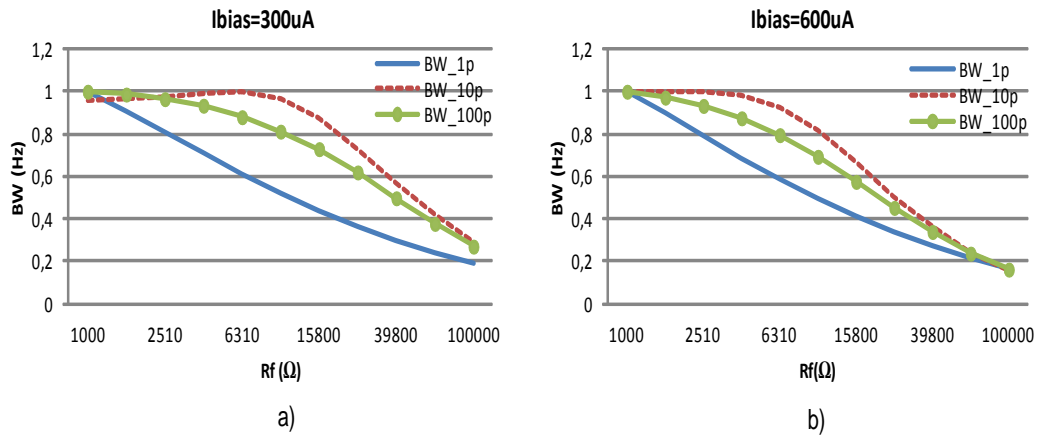 Ibias=300uA
1,2
1
0,8
0,6
0,4
0,2
0
BW (Hz)
BW_1p
BW_10p
BW_100p
1000 2510 6310 15800 39800 100000
Rf (Ω)
a)
Ibias=600uA
1,2
1
0,8
0,6
0,4
0,2
0
BW (Hz)
BW_1p
BW_10p
BW_100p
1000 2510 6310 15800 39800 100000
Rf(Ω)
b)